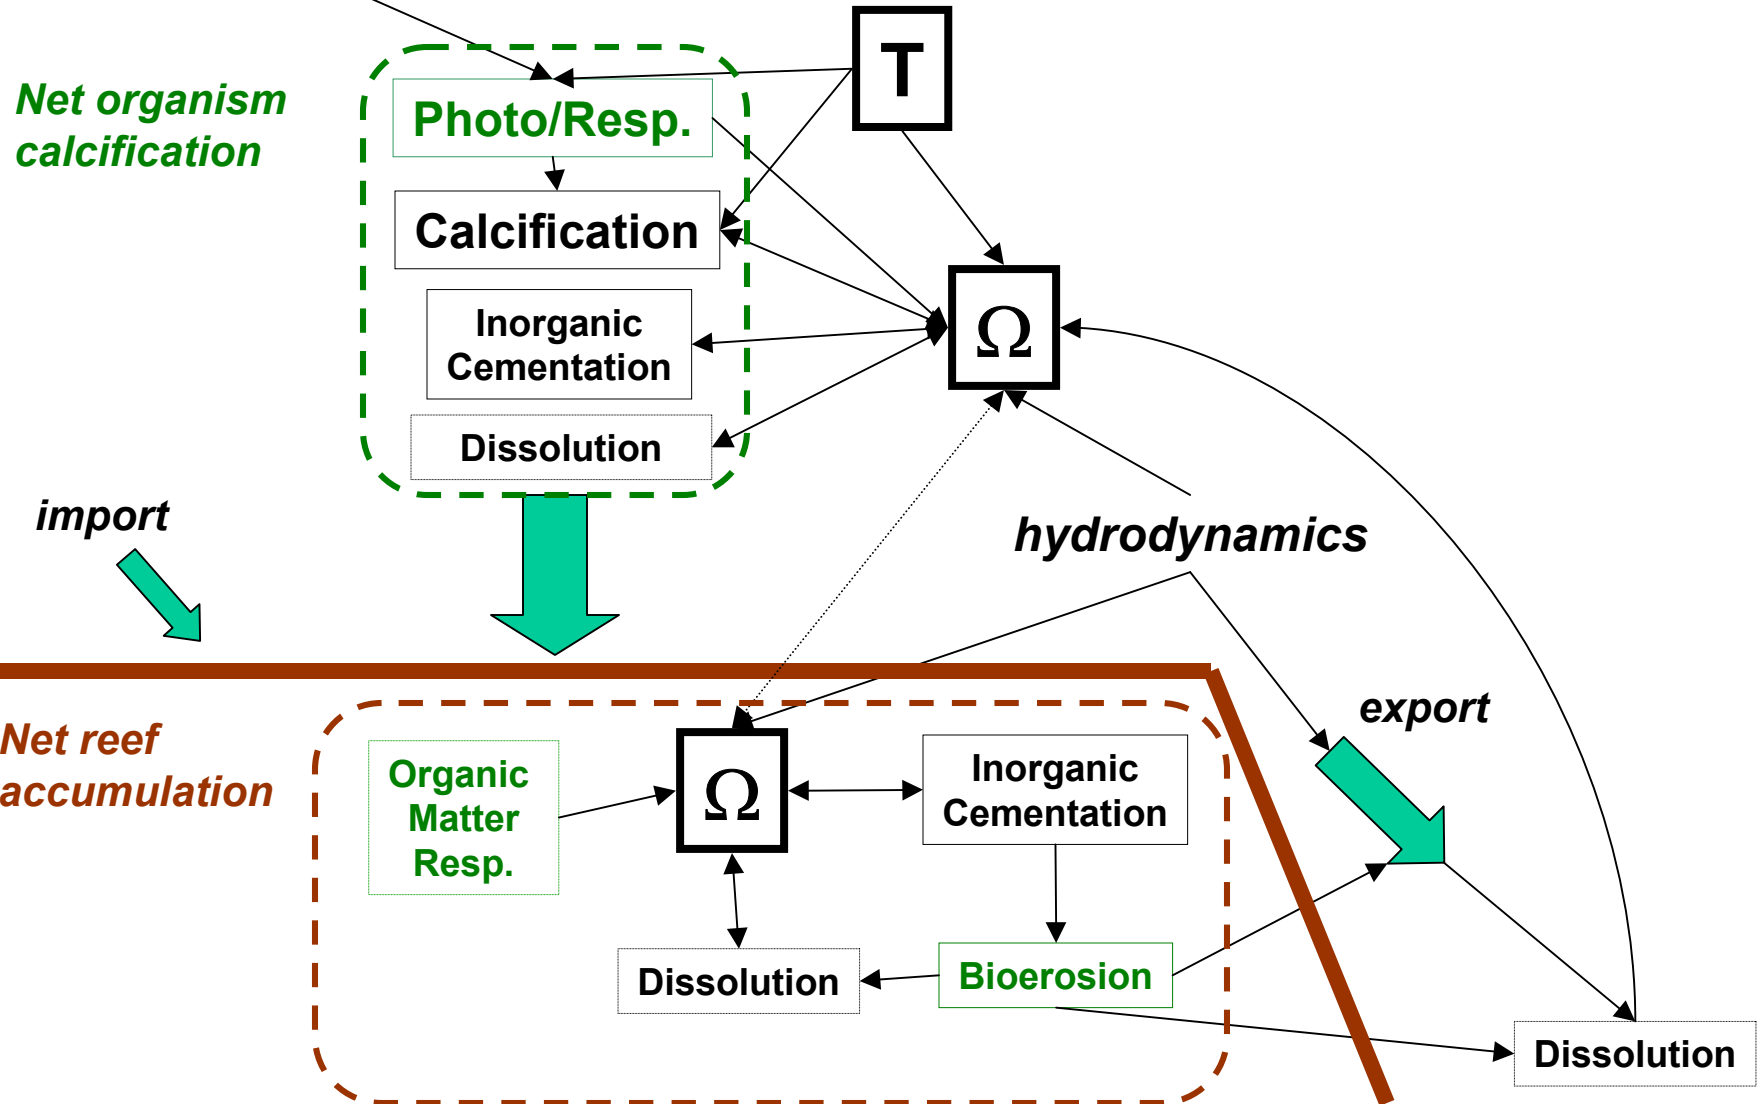 T
Net organism
calcification
Photo/Resp.
Calcification
Inorganic
Cementation
Ω
Dissolution
import
hydrodynamics
export
Net reef
accumulation
Organic
Matter
Resp.
Ω
Inorganic
Cementation
Dissolution
Bioerosion
Dissolution